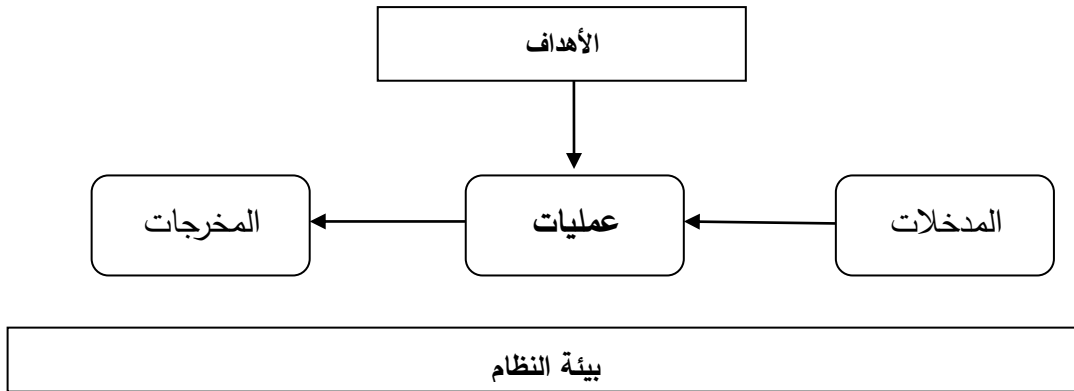 الأهداف
المدخلات
عمليات
المخرجات
بيئة النظام